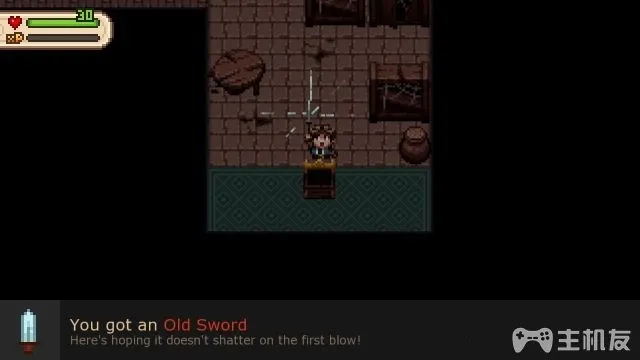 30
You got an Old Sword
Here's hoping it doesn't shatter on the first blow!
主机友